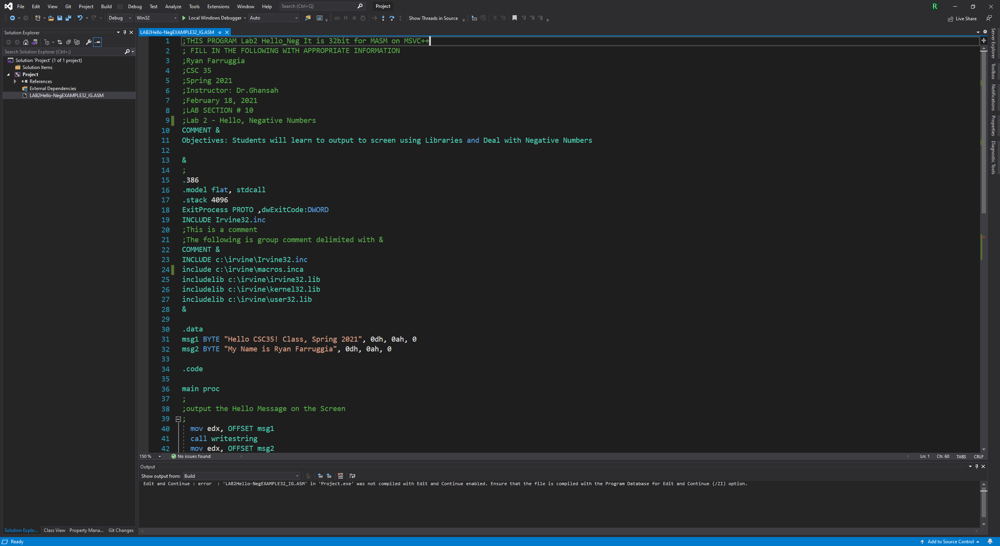 File Edit View Git Project Build Debug Test Analyze Tools Extensions Window Help Search (Ctrl+Q) Project R
Debug Win32 Local Windows Debugger Auto Show Threads in Source Live Share
Solution Explorer
Search Solution Explorer (Ctrl+;)
Solution 'Project' (1 of 1 project)
Solution Items
Project
References
External Dependencies
LAB2Hello-NegEXAMPLE32_IG.ASM
Solution Explo... Class View Property Mana... Git Changes
LAB2Hello-NegEXAMPLE32_IG.ASM
1 ;THIS PROGRAM Lab2 Hello_Neg It is 32bit for MASM on MSVC++
2 ; FILL IN THE FOLLOWING WITH APPROPRIATE INFORMATION
3 ;Ryan Farruggia
4 ;CSC 35
5 ;Spring 2021
6 ;Instructor: Dr.Ghansah
7 ;February 18, 2021
8 ;LAB SECTION # 10
9 ;Lab 2 - Hello, Negative Numbers
10 COMMENT &
11 Objectives: Students will learn to output to screen using Libraries and Deal with Negative Numbers
12
13 &
14 ;
15 .386
16 .model flat, stdcall
17 .stack 4096
18 ExitProcess PROTO ,dwExitCode:DWORD
19 INCLUDE Irvine32.inc
20 ;This is a comment
21 ;The following is group comment delimited with &
22 COMMENT &
23 INCLUDE c:\irvine\Irvine32.inc
24 include c:\irvine\macros.inca
25 includelib c:\irvine\irvine32.lib
26 includelib c:\irvine\kernel32.lib
27 includelib c:\irvine\user32.lib
28 &
29
30 .data
31 msg1 BYTE "Hello CSC35! Class, Spring 2021", 0dh, 0ah, 0
32 msg2 BYTE "My Name is Ryan Farruggia", 0dh, 0ah, 0
33
34 .code
35
36 main proc
37 ;
38 ;output the Hello Message on the Screen
39 ;
40 mov edx, OFFSET msg1
41 call writestring
42 mov edx, OFFSET msg2
150 % No issues found Ln: 1 Ch: 60 TABS CRLF
Output
Show output from: Build
Edit and Continue : error  : 'LAB2Hello-NegEXAMPLE32_IG.ASM' in 'Project.exe' was not compiled with Edit and Continue enabled. Ensure that the file is compiled with the Program Database for Edit and Continue (/ZI) option.
Server Explorer
Toolbox
Notifications
Properties
Diagnostic Tools
Ready Add to Source Control